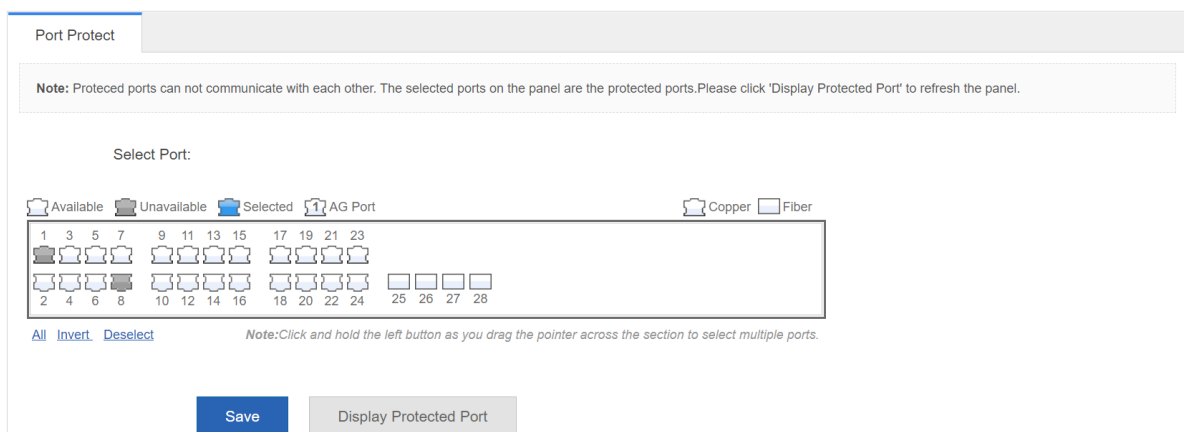 Port Protect
Note: Proteced ports can not communicate with each other. The selected ports on the panel are the protected ports.Please click 'Display Protected Port' to refresh the panel.
Select Port:
Available Unavailable Selected 1 AG Port Copper Fiber
1 3 5 7 9 11 13 15 17 19 21 23
2 4 6 8 10 12 14 16 18 20 22 24 25 26 27 28
All Invert Deselect Note:Click and hold the left button as you drag the pointer across the section to select multiple ports.
Save Display Protected Port